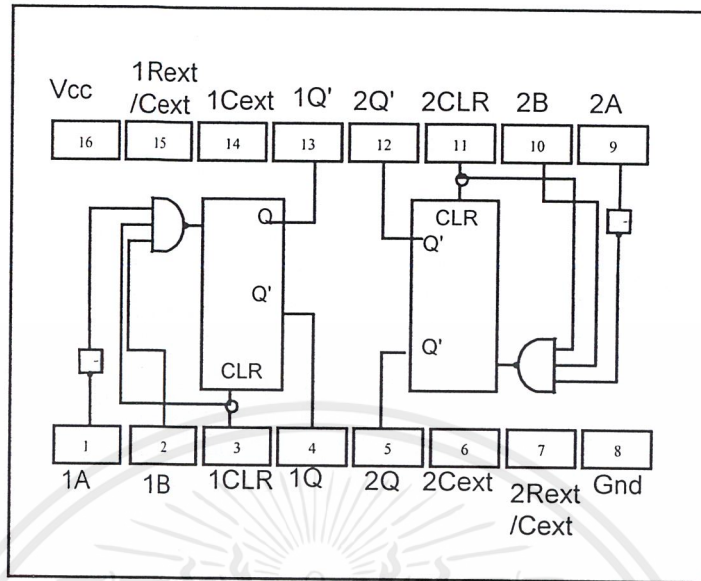 Vcc
1Rext
/Cext
1Cext
1Q'
2Q'
2CLR
2B
2A
16
15
14
13
12
11
10
9
Q
Q'
CLR
CLR
Q'
Q'
1
2
3
4
5
6
7
8
1A
1B
1CLR
1Q
2Q
2Cext
2Rext
/Cext
Gnd